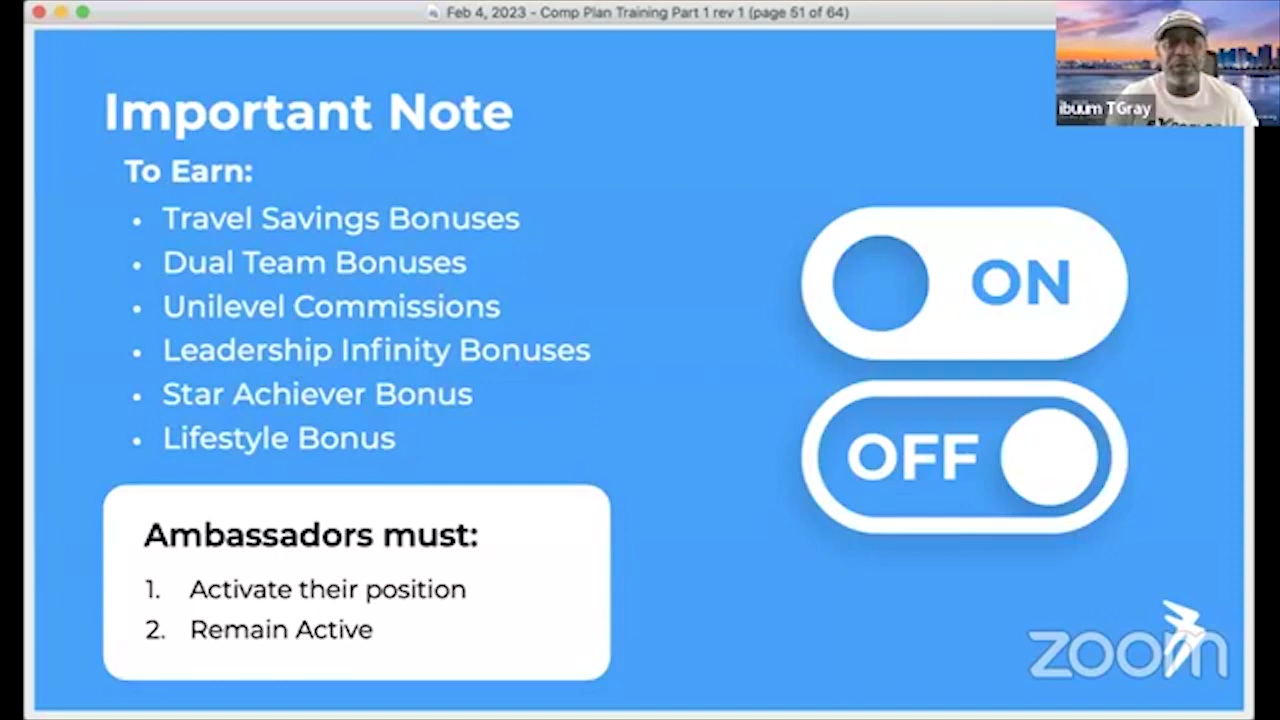 Feb 4, 2023 - Comp Plan Training Part 1 rev 1 (page 51 of 64)
ibuum TGray
Important Note
To Earn:
• Travel Savings Bonuses
• Dual Team Bonuses
• Unilevel Commissions
• Leadership Infinity Bonuses
• Star Achiever Bonus
• Lifestyle Bonus
ON
OFF
Ambassadors must:
1. Activate their position
2. Remain Active
zoom